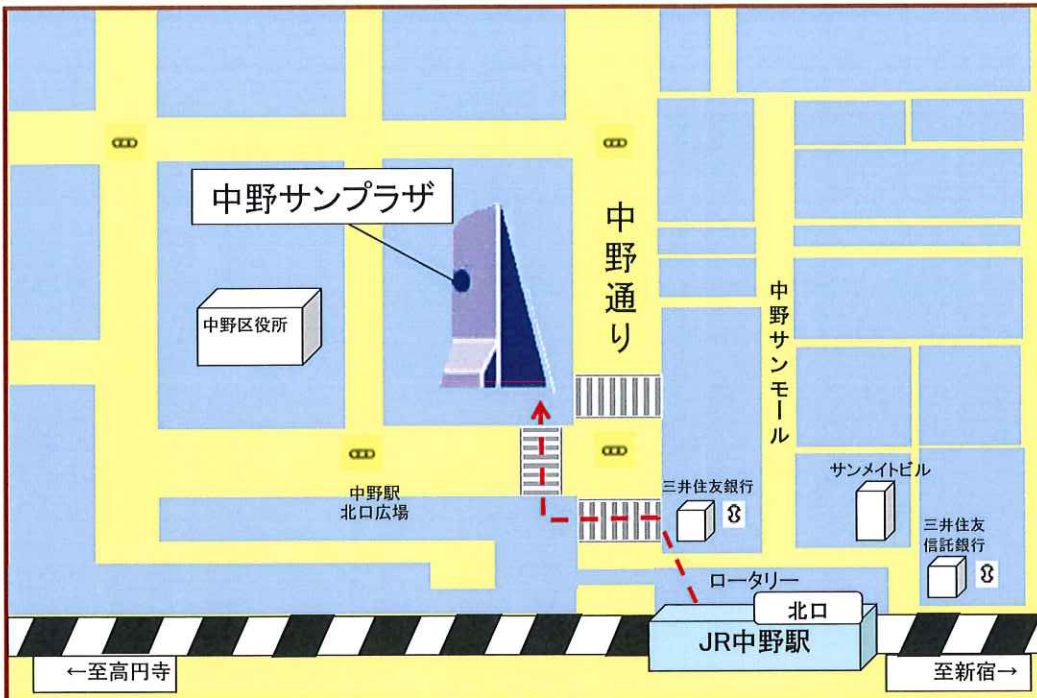 中野サンプラザ
中野通り
中野区役所
中野サンモール
中野駅
北口広場
三井住友銀行
サンメイトビル
三井住友
信託銀行
ロータリー
北口
JR中野駅
←至高円寺
至新宿→